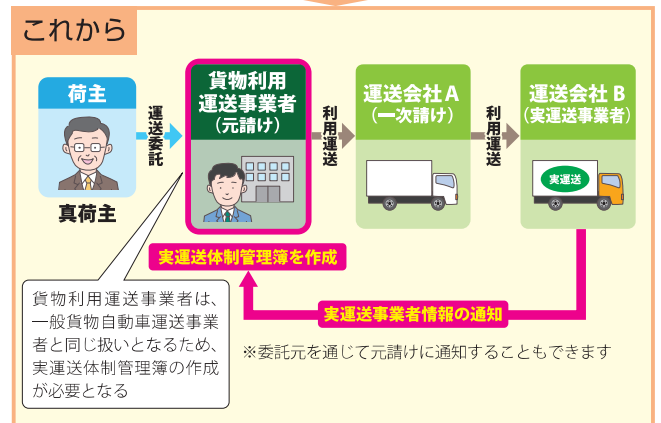 これから
荷主
真荷主
運送委託
貨物利用
運送事業者
（元請け）
利用運送
運送会社A
（一次請け）
利用運送
運送会社B
（実運送事業者）
実運送
実運送体制管理簿を作成
実運送事業者情報の通知
※委託元を通じて元請けに通知することもできます
貨物利用運送事業者は、
一般貨物自動車運送事業
者と同じ扱いとなるため、
実運送体制管理簿の作成
が必要となる